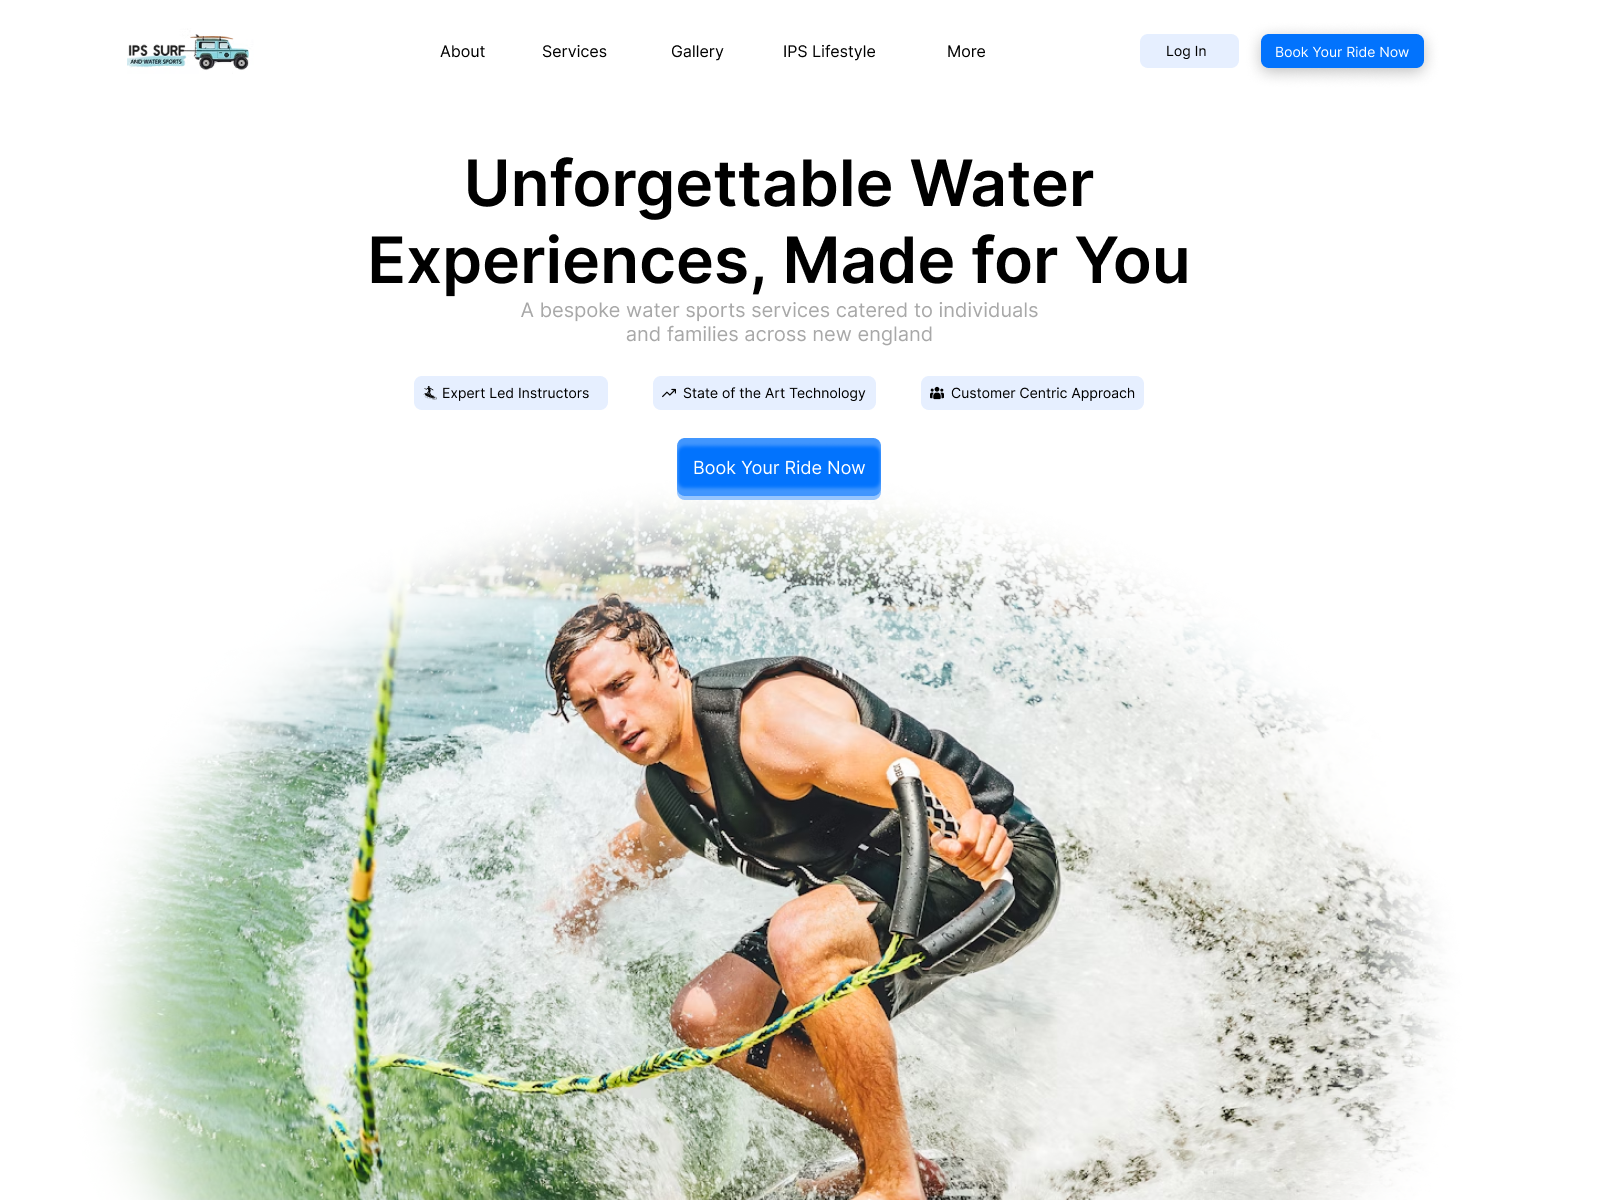 IPS SURF
AND WATER SPORTS
About
Services
Gallery
IPS Lifestyle
More
Log In
Book Your Ride Now
Unforgettable Water
Experiences, Made for You
A bespoke water sports services catered to individuals
and families across new england
Expert Led Instructors
State of the Art Technology
Customer Centric Approach
Book Your Ride Now